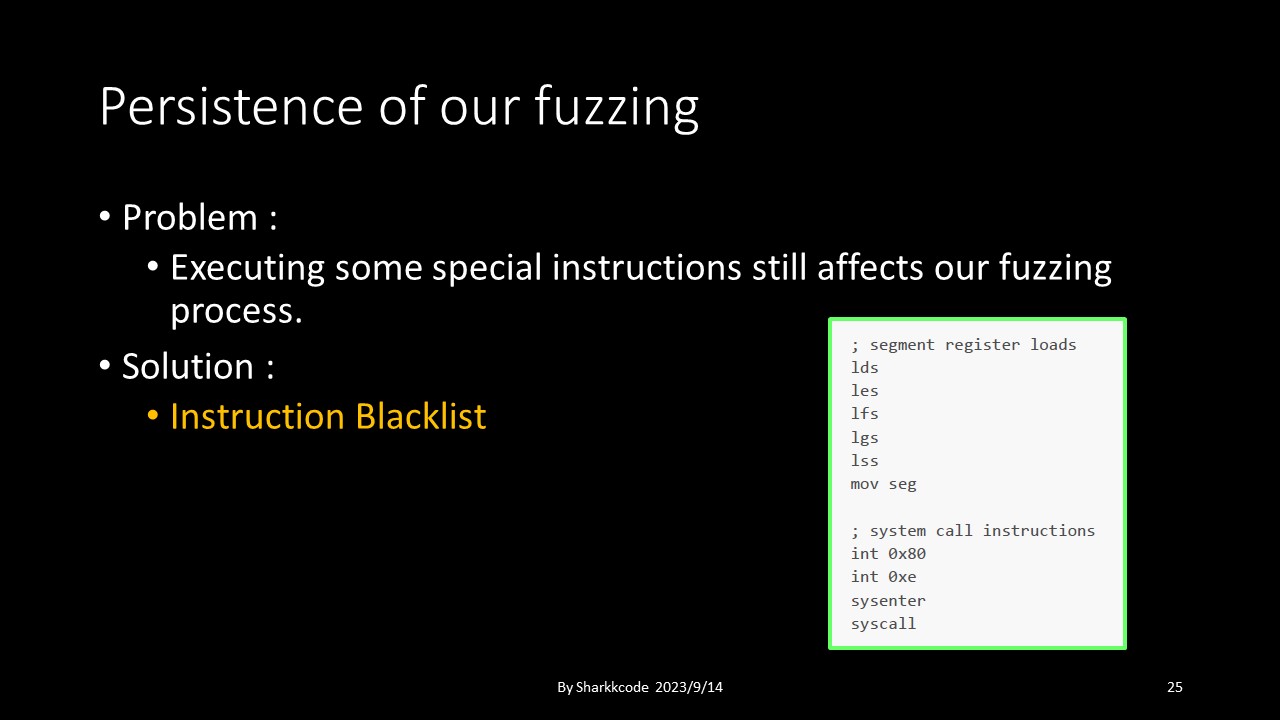 Persistence of our fuzzing
• Problem :
• Executing some special instructions still affects our fuzzing
process.
• Solution :
• Instruction Blacklist
; segment register loads
lds
les
lfs
lgs
lss
mov seg
; system call instructions
int 0x80
int 0xe
sysenter
syscall
By Sharkkcode 2023/9/14
25